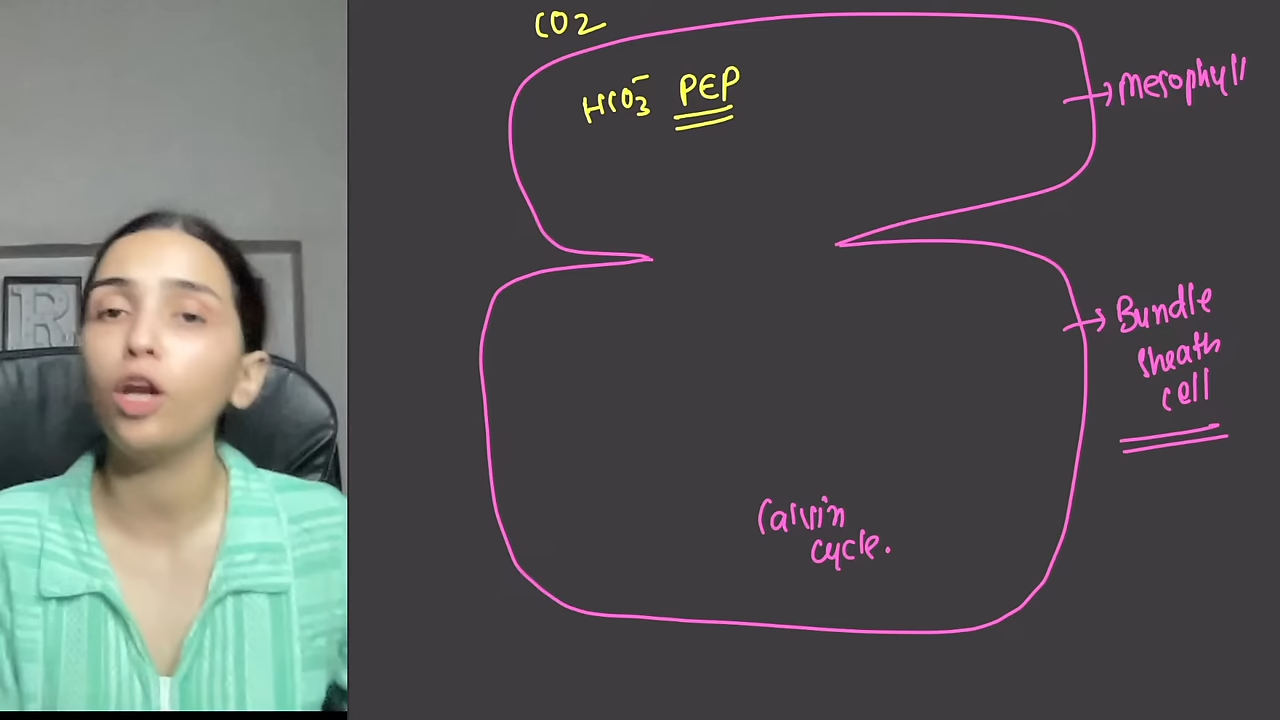 CO2
HCO3⁻ PEP
Mesophyll
Bundle
sheath
cell
Calvin
cycle.
R